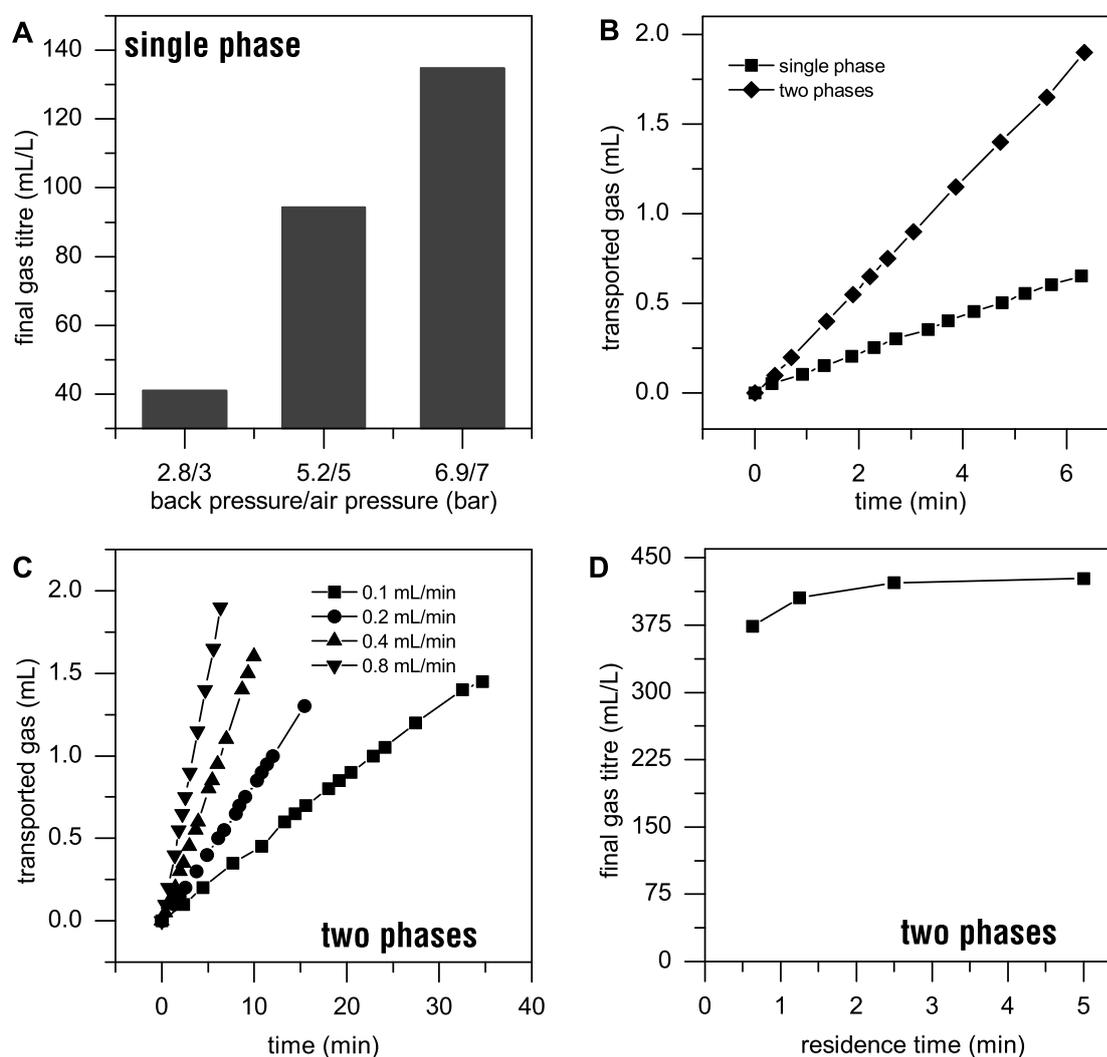 A
single phase
final gas titre (mL/L)
140
120
100
80
60
40
2.8/3 5.2/5 6.9/7
back pressure/air pressure (bar)
B
single phase
two phases
transported gas (mL)
2.0
1.5
1.0
0.5
0.0
0 2 4 6
time (min)
C
0.1 mL/min
0.2 mL/min
0.4 mL/min
0.8 mL/min
transported gas (mL)
2.0
1.5
1.0
0.5
0.0
two phases
0 10 20 30 40
time (min)
D
final gas titre (mL/L)
450
375
300
225
150
75
0
two phases
0 1 2 3 4 5
residence time (min)